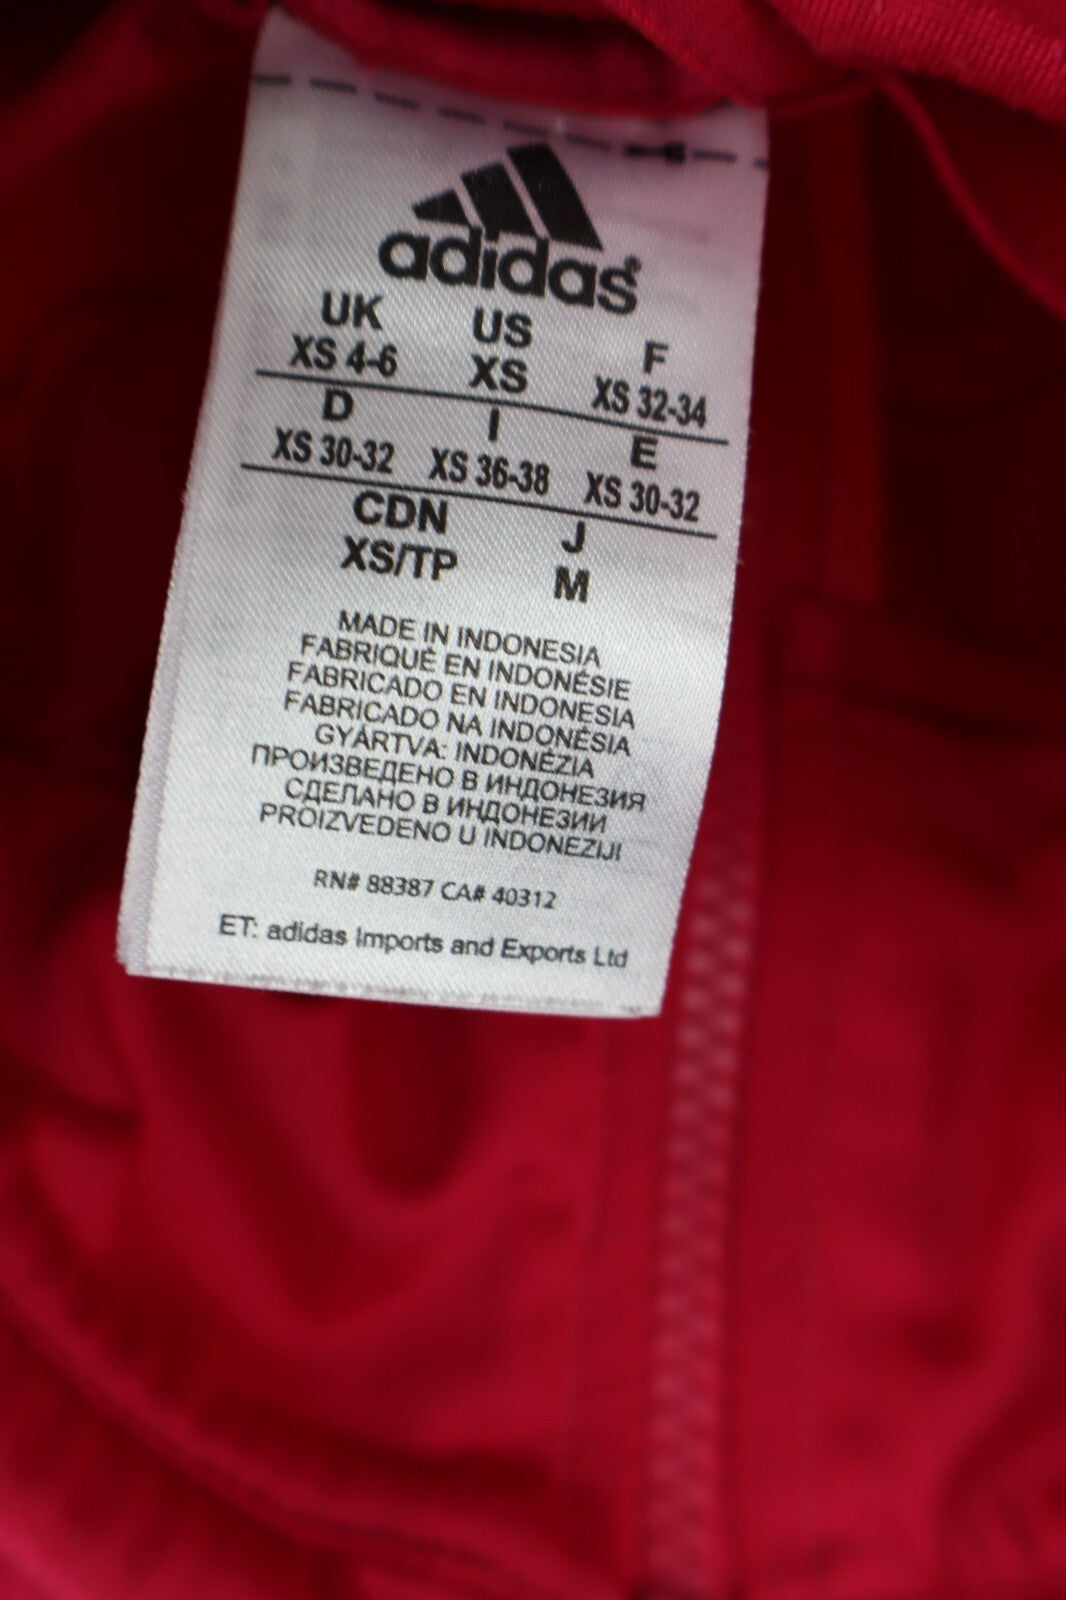 adidas®
UK US F
XS 4-6 XS XS 32-34
D I E
XS 30-32 XS 36-38 XS 30-32
CDN J
XS/TP M
MADE IN INDONESIA
FABRIQUÉ EN INDONÉSIE
FABRICADO EN INDONESIA
FABRICADO NA INDONÉSIA
GYÁRTVA: INDONÉZIA
ПРОИЗВЕДЕНО В ИНДОНЕЗИЯ
СДЕЛАНО В ИНДОНЕЗИИ
PROIZVEDENO U INDONEZIJI
RN# 88387 CA# 40312
ET: adidas Imports and Exports Ltd